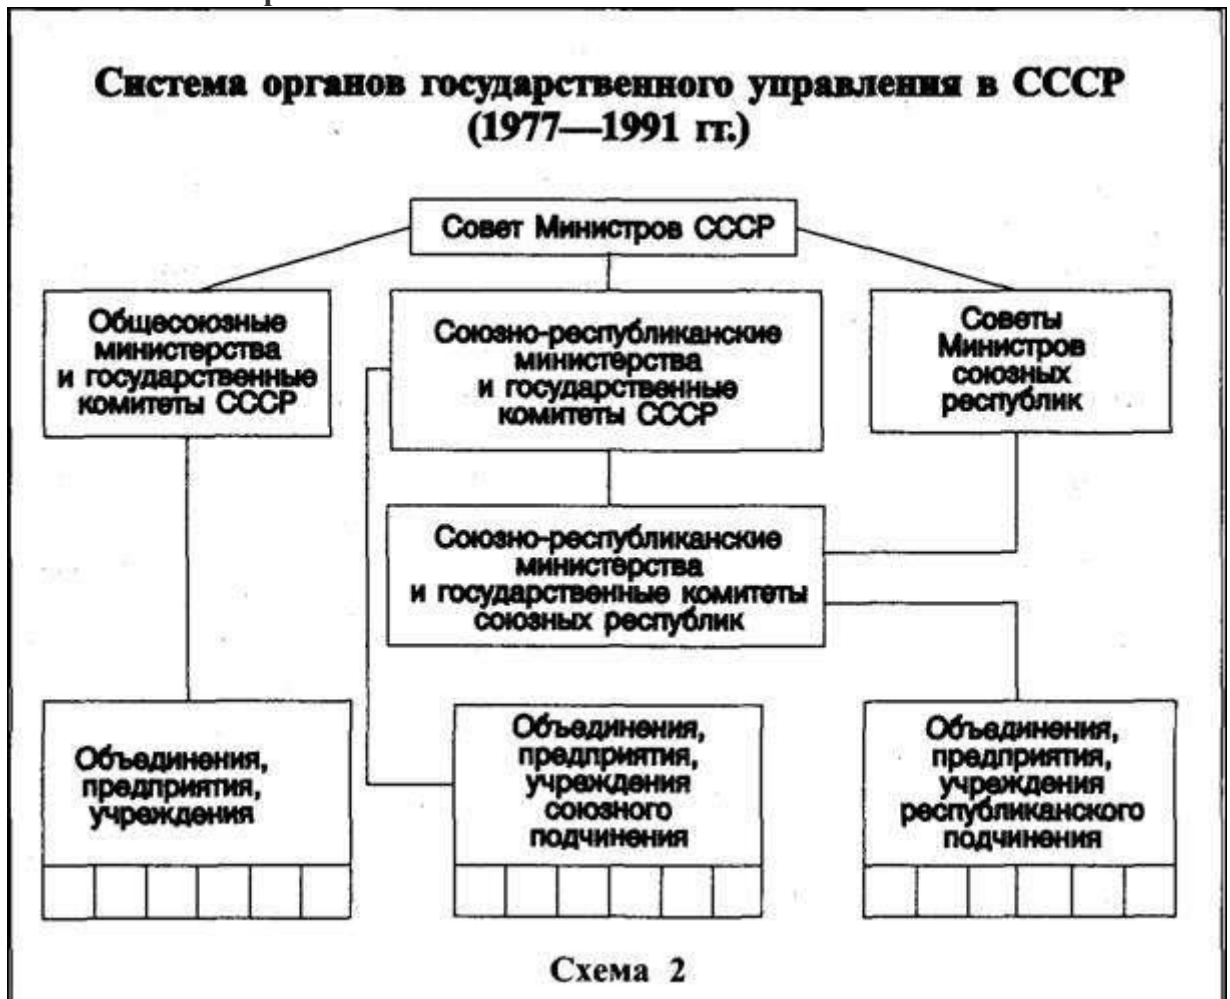 Система органов государственного управления в СССР
(1977—1991 гг.)
Совет Министров СССР
Общесоюзные
министерства
и государственные
комитеты СССР
Союзно-республиканские
министерства
и государственные
комитеты СССР
Советы
Министров
союзных
республик
Союзно-республиканские
министерства
и государственные комитеты
союзных республик
Объединения,
предприятия,
учреждения
Объединения,
предприятия,
учреждения
союзного
подчинения
Объединения,
предприятия,
учреждения
республиканского
подчинения
Схема 2